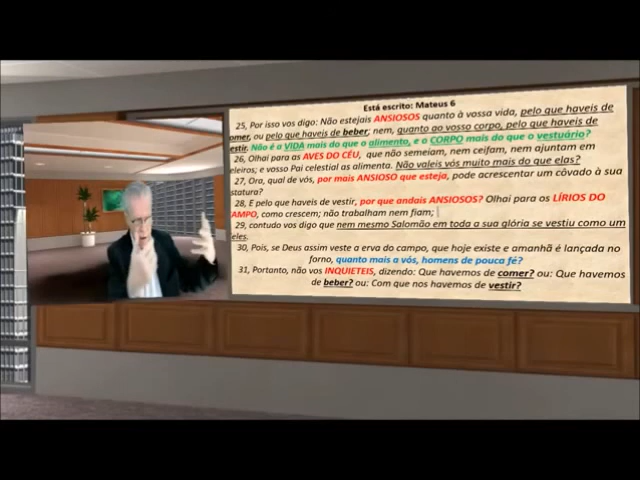 Está escrito: Mateus 6
25, Por isso vos digo: Não estejais ANSIOSOS quanto à vossa vida, pelo que haveis de
omer, ou pelo que haveis de beber; nem, quanto ao vosso corpo, pelo que haveis de
estir. Não é a VIDA mais do que o alimento, e o CORPO mais do que o vestuário?
26, Olhai para as AVES DO CÉU, que não semeiam, nem ceifam, nem ajuntam em
eleiros; e vosso Pai celestial as alimenta. Não valeis vós muito mais do que elas?
27, Ora, qual de vós, por mais ANSIOSO que esteja, pode acrescentar um côvado à sua
statura?
28, E pelo que haveis de vestir, por que andais ANSIOSOS? Olhai para os LÍRIOS DO
AMPO, como crescem; não trabalham nem fiam;
29, contudo vos digo que nem mesmo Salomão em toda a sua glória se vestiu como um
eles.
30, Pois, se Deus assim veste a erva do campo, que hoje existe e amanhã é lançada no
forno, quanto mais a vós, homens de pouca fé?
31, Portanto, não vos INQUIETEIS, dizendo: Que havemos de comer? ou: Que havemos
de beber? ou: Com que nos havemos de vestir?